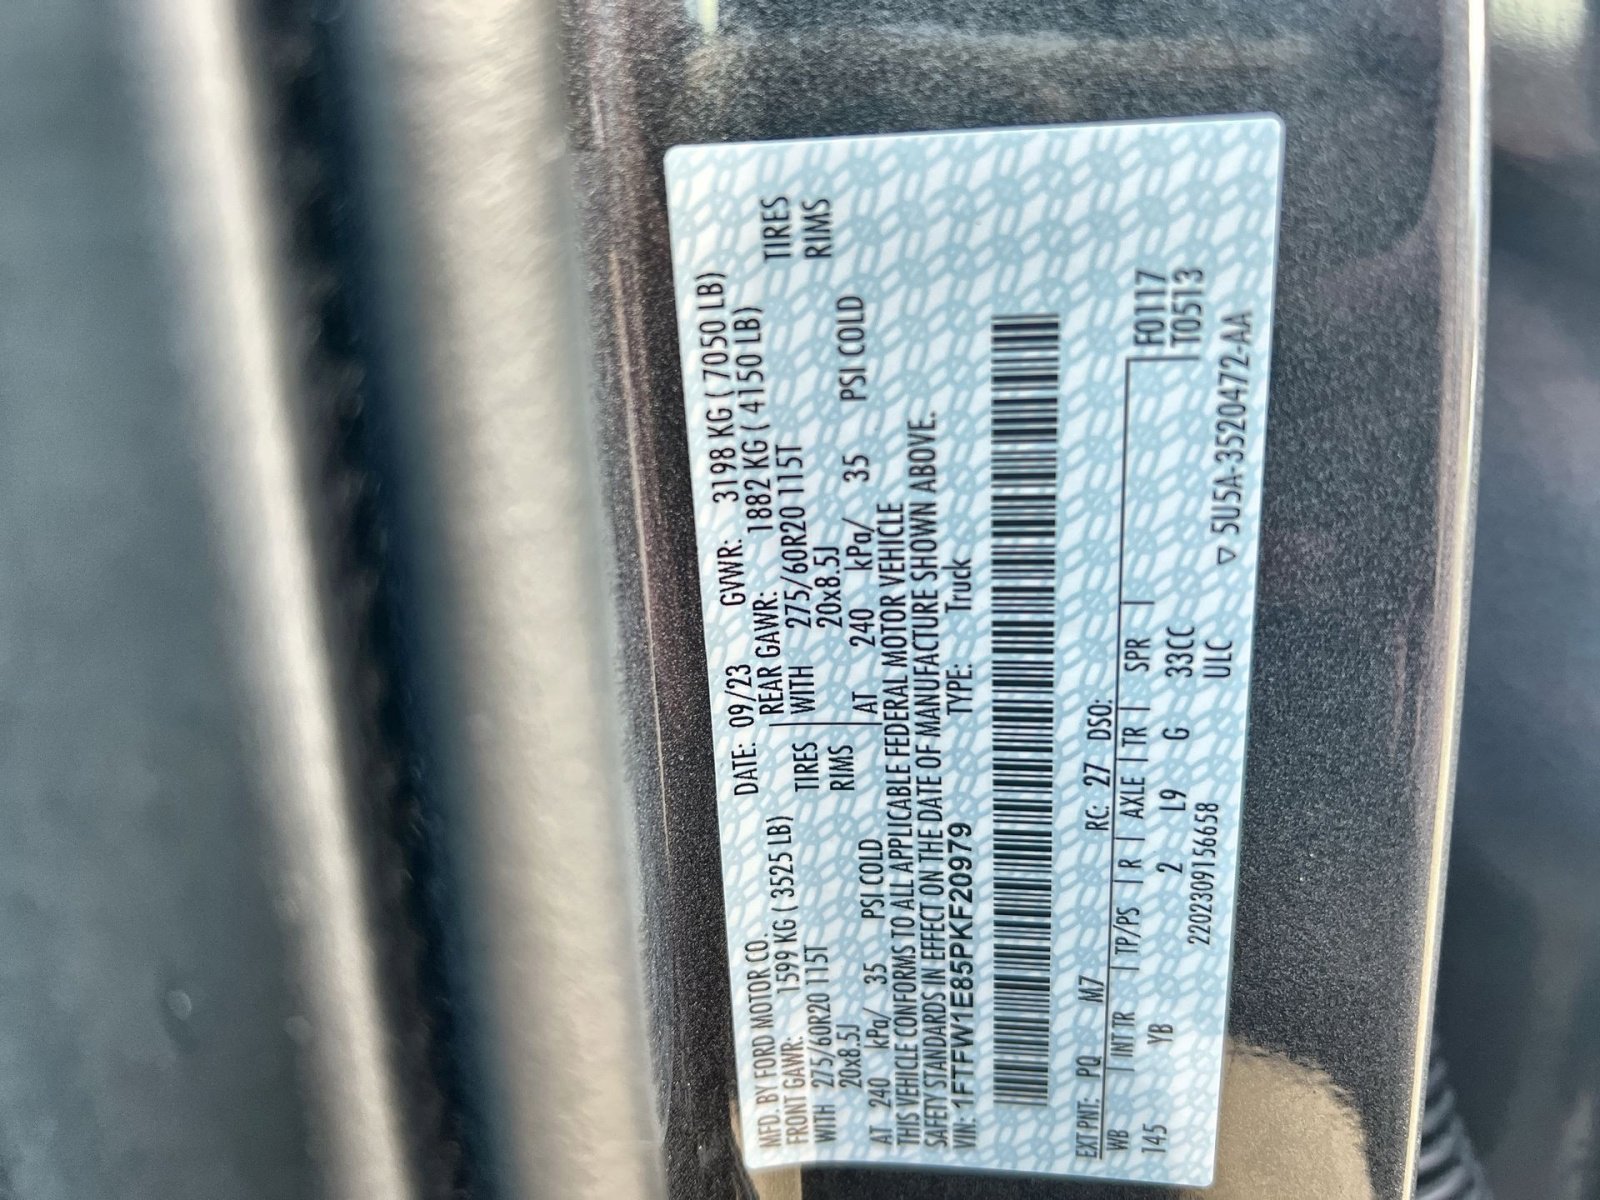 MFD. BY FORD MOTOR CO. DATE: 09/23 GVWR: 3198 KG ( 7050 LB)
FRONT GAWR: 1599 KG ( 3525 LB) REAR GAWR: 1882 KG ( 4150 LB)
WITH 275/60R20 115T TIRES WITH 275/60R20 115T TIRES
20x8.5J RIMS 20x8.5J RIMS
AT 240 kPa/ 35 PSI COLD AT 240 kPa/ 35 PSI COLD
THIS VEHICLE CONFORMS TO ALL APPLICABLE FEDERAL MOTOR VEHICLE
SAFETY STANDARDS IN EFFECT ON THE DATE OF MANUFACTURE SHOWN ABOVE.
VIN: 1FTFW1E85PKF20979 TYPE: Truck
EXT PNT: PQ M7 RC: 27 DSO: F0117
WB | INT TR | TP/PS | R | AXLE | TR | SPR | T0513
145 YB 2 L9 G 33CC
2202309156658 ULC ▽ 5U5A-3520472-AA